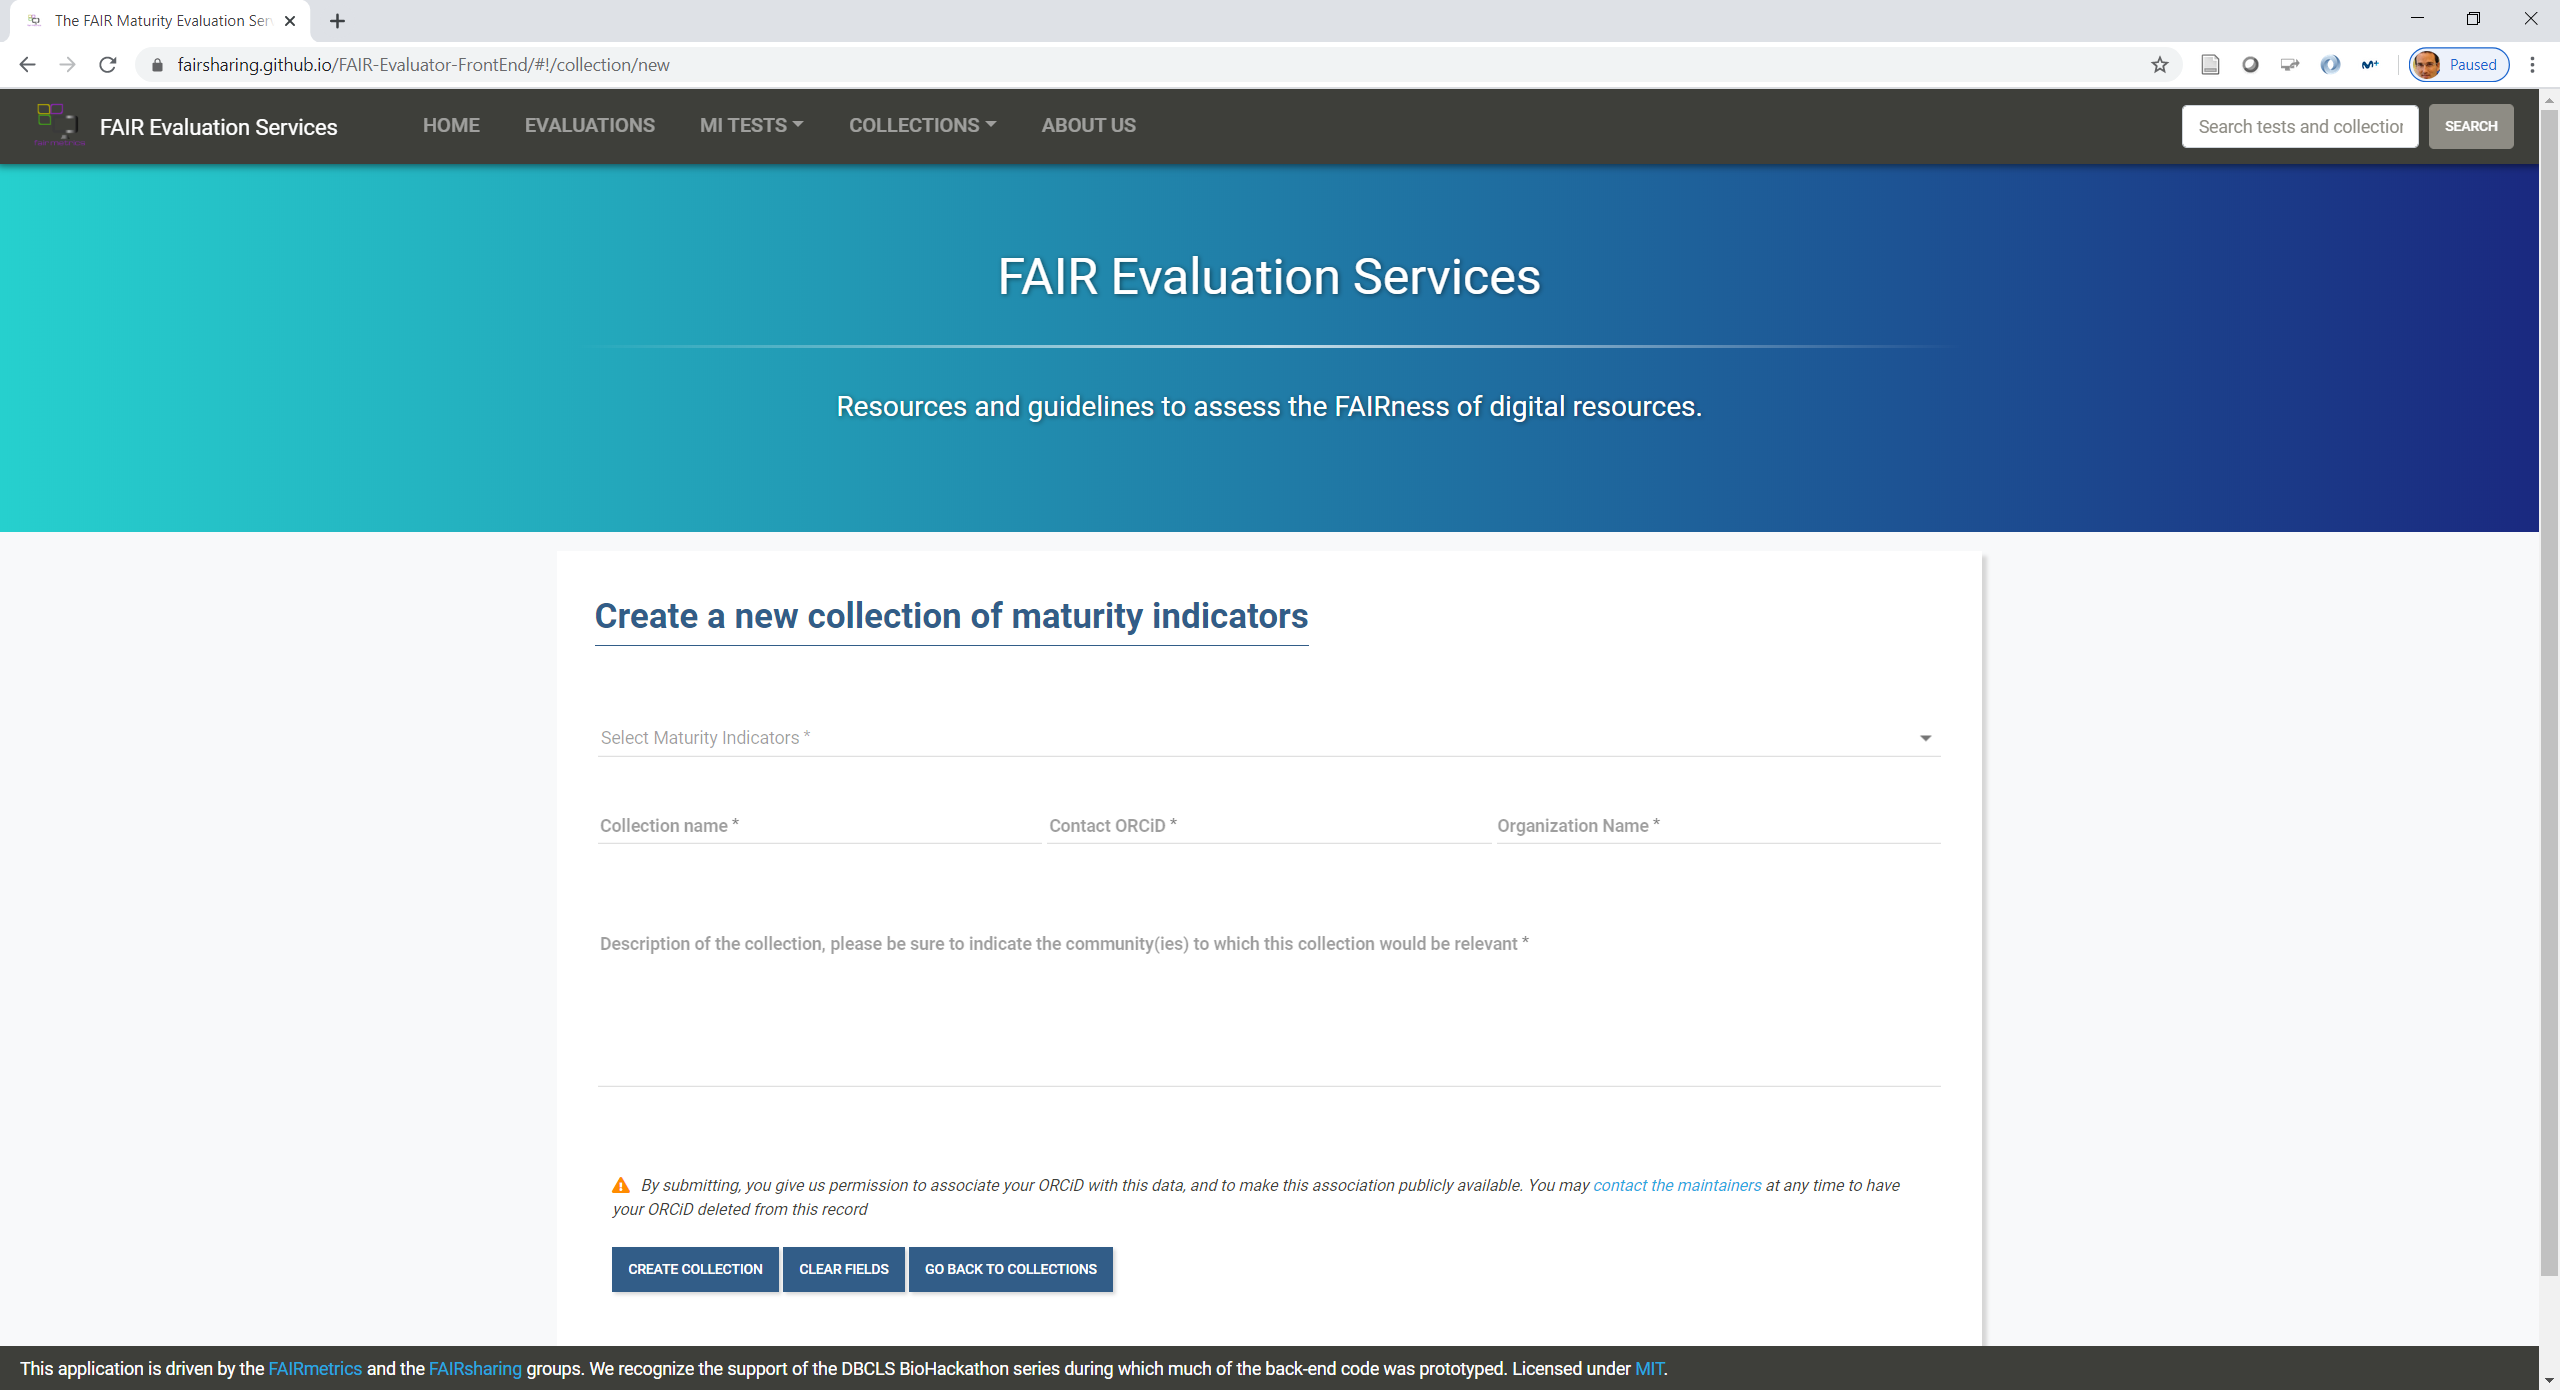 The FAIR Maturity Evaluation Ser
fairsharing.github.io/FAIR-Evaluator-FrontEnd/#!/collection/new
Paused
FAIR Evaluation Services
HOME
EVALUATIONS
MI TESTS
COLLECTIONS
ABOUT US
Search tests and collection
SEARCH
FAIR Evaluation Services
Resources and guidelines to assess the FAIRness of digital resources.
Create a new collection of maturity indicators
Select Maturity Indicators *
Collection name *
Contact ORCiD *
Organization Name *
Description of the collection, please be sure to indicate the community(ies) to which this collection would be relevant *
By submitting, you give us permission to associate your ORCiD with this data, and to make this association publicly available. You may contact the maintainers at any time to have
your ORCiD deleted from this record
CREATE COLLECTION
CLEAR FIELDS
GO BACK TO COLLECTIONS
This application is driven by the FAIRmetrics and the FAIRsharing groups. We recognize the support of the DBCLS BioHackathon series during which much of the back-end code was prototyped. Licensed under MIT.